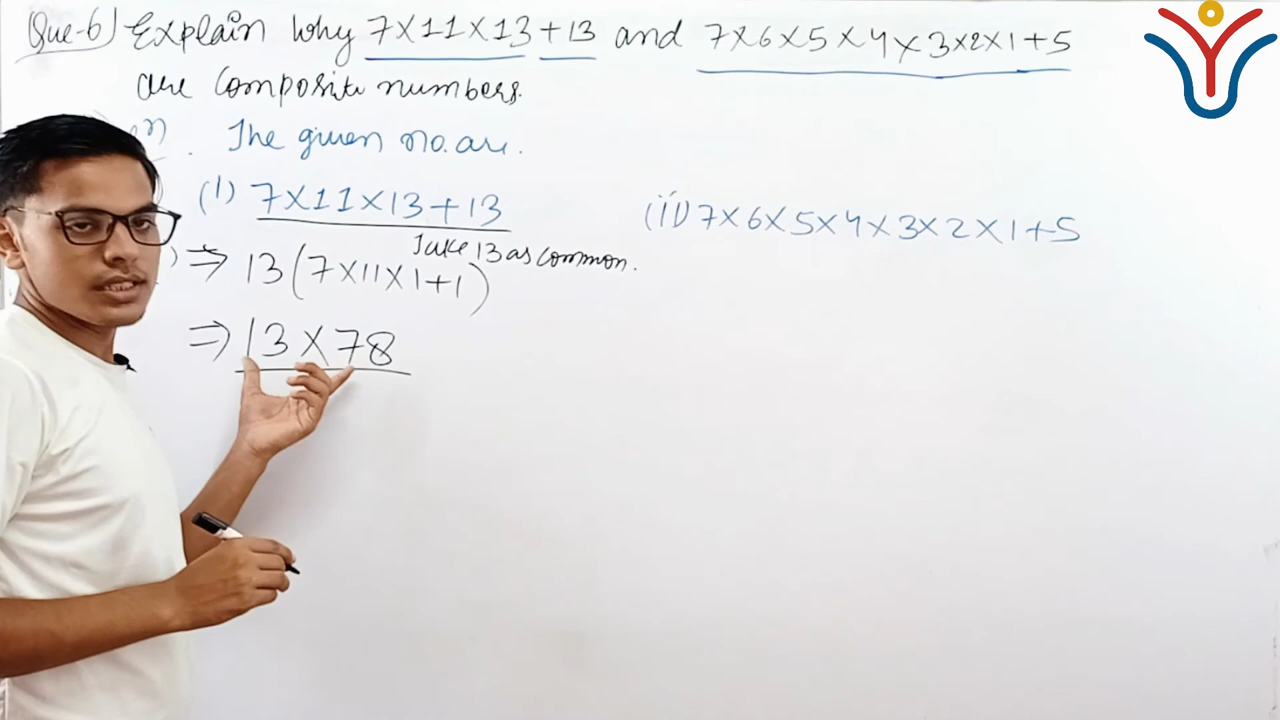 Que-6) Explain why 7×11×13+13 and 7×6×5×4×3×2×1+5
are composite numbers.
The given no. are.
(1) 7×11×13+13
(ii) 7×6×5×4×3×2×1+5
Take 13 as common.
⇒ 13(7×11×1+1)
⇒ 13×78